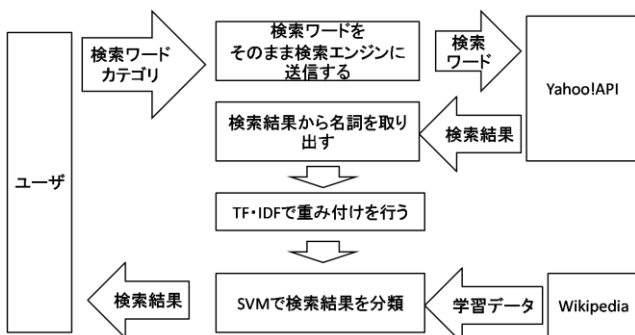 ユーザ
検索ワード
カテゴリ
検索ワードを
そのまま検索エンジンに
送信する
検索
ワード
Yahoo!API
検索結果
検索結果から名詞を取り
出す
TF・IDFで重み付けを行う
SVMで検索結果を分類
検索結果
学習データ
Wikipedia